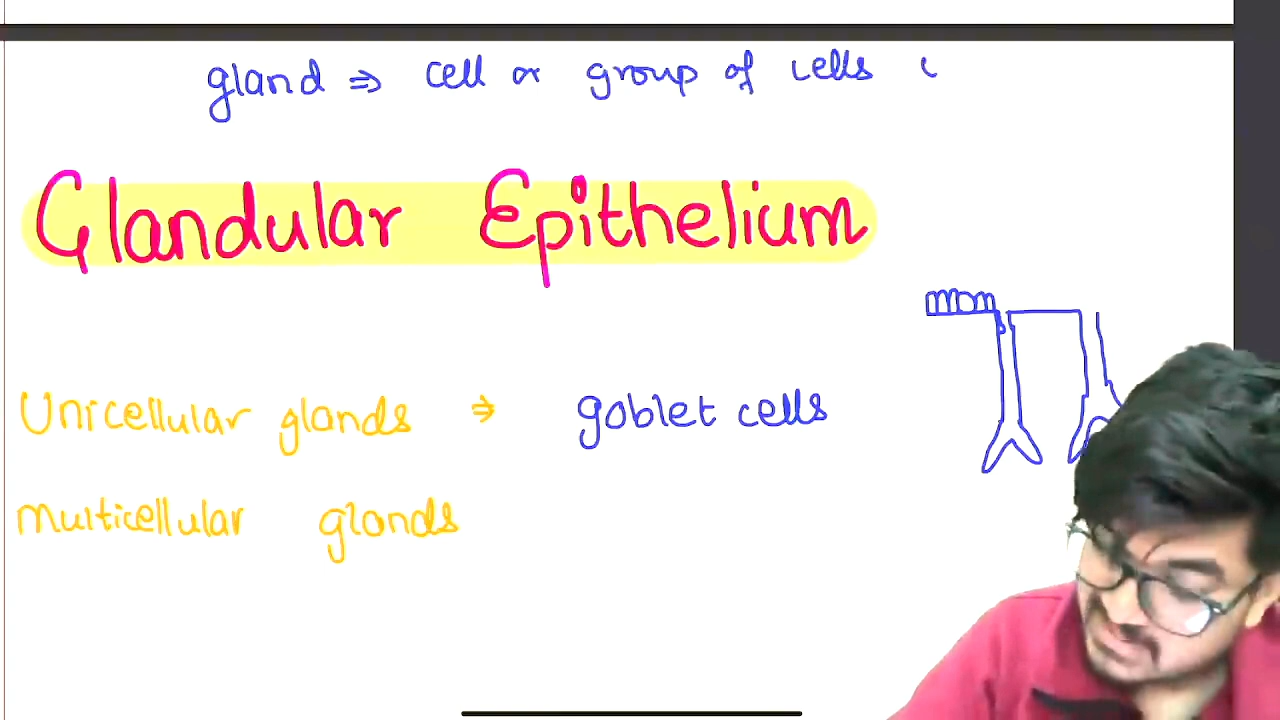 gland ⇒ cell or group of cells
Glandular Epithelium
Unicellular glands ⇒ goblet cells
multicellular glands